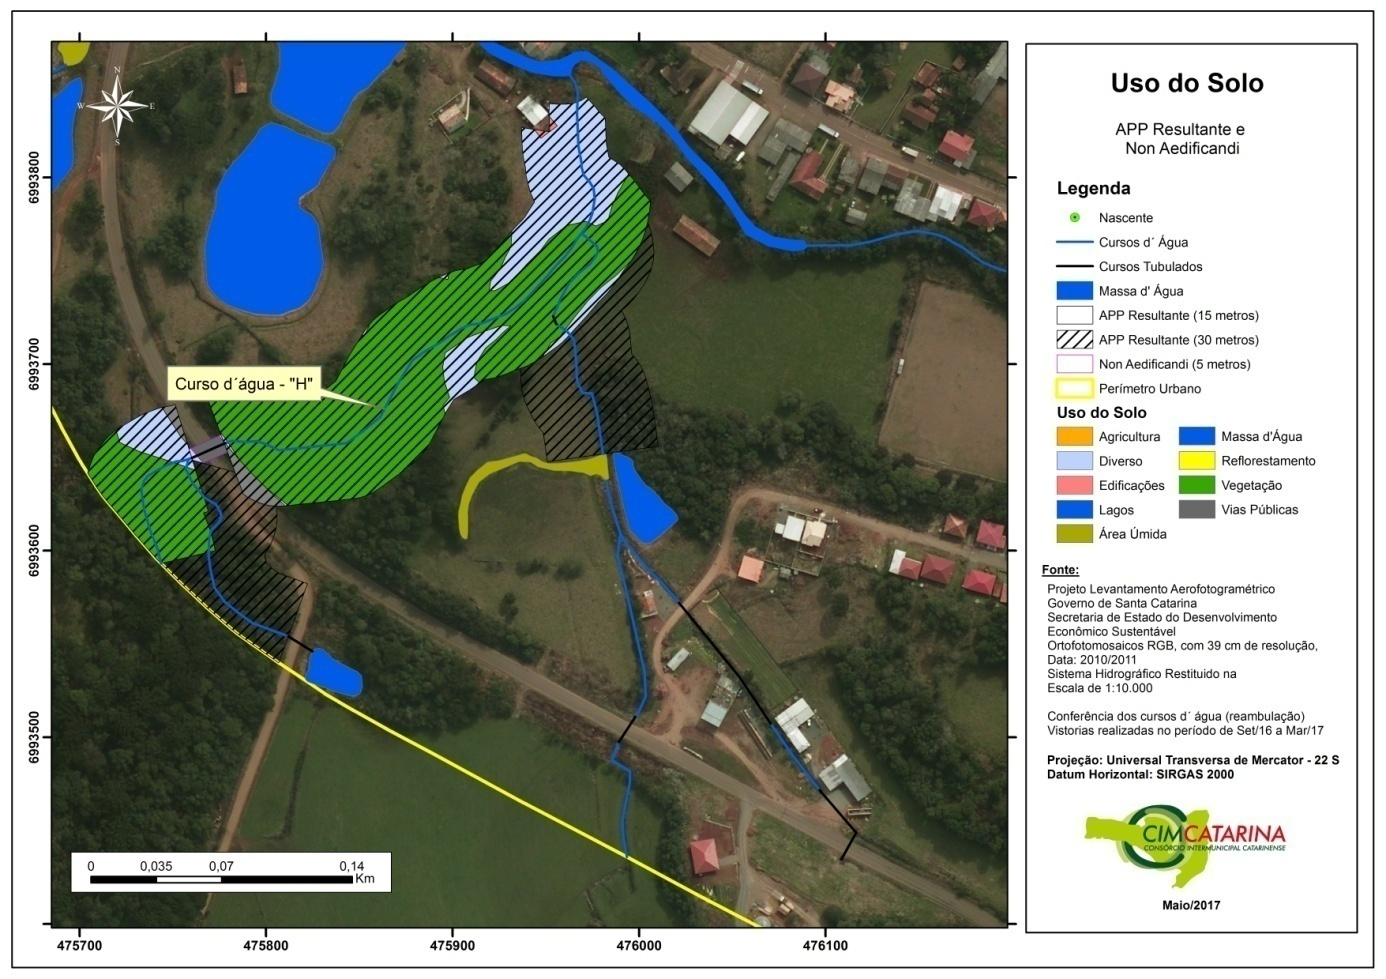 N
W
E
S
Curso d´água - "H"
6993800
6993700
6993600
6993500
475700
475800
475900
476000
476100
0
0,035
0,07
0,14
Km
Uso do Solo
APP Resultante e
Non Aedificandi
Legenda
Nascente
Cursos d´ Água
Cursos Tubulados
Massa d' Água
APP Resultante (15 metros)
APP Resultante (30 metros)
Non Aedificandi (5 metros)
Perímetro Urbano
Uso do Solo
Agricultura
Massa d'Água
Diverso
Reflorestamento
Edificações
Vegetação
Lagos
Vias Públicas
Área Úmida
Fonte:
Projeto Levantamento Aerofotogramétrico
Governo de Santa Catarina
Secretaria de Estado do Desenvolvimento
Econômico Sustentável
Ortofotomosaicos RGB, com 39 cm de resolução,
Data: 2010/2011
Sistema Hidrográfico Restituido na
Escala de 1:10.000
Conferência dos cursos d´ água (reambulação)
Vistorias realizadas no período de Set/16 a Mar/17
Projeção: Universal Transversa de Mercator - 22 S
Datum Horizontal: SIRGAS 2000
CIMCATARINA
CONSÓRCIO INTERMUNICIPAL CATARINENSE
Maio/2017